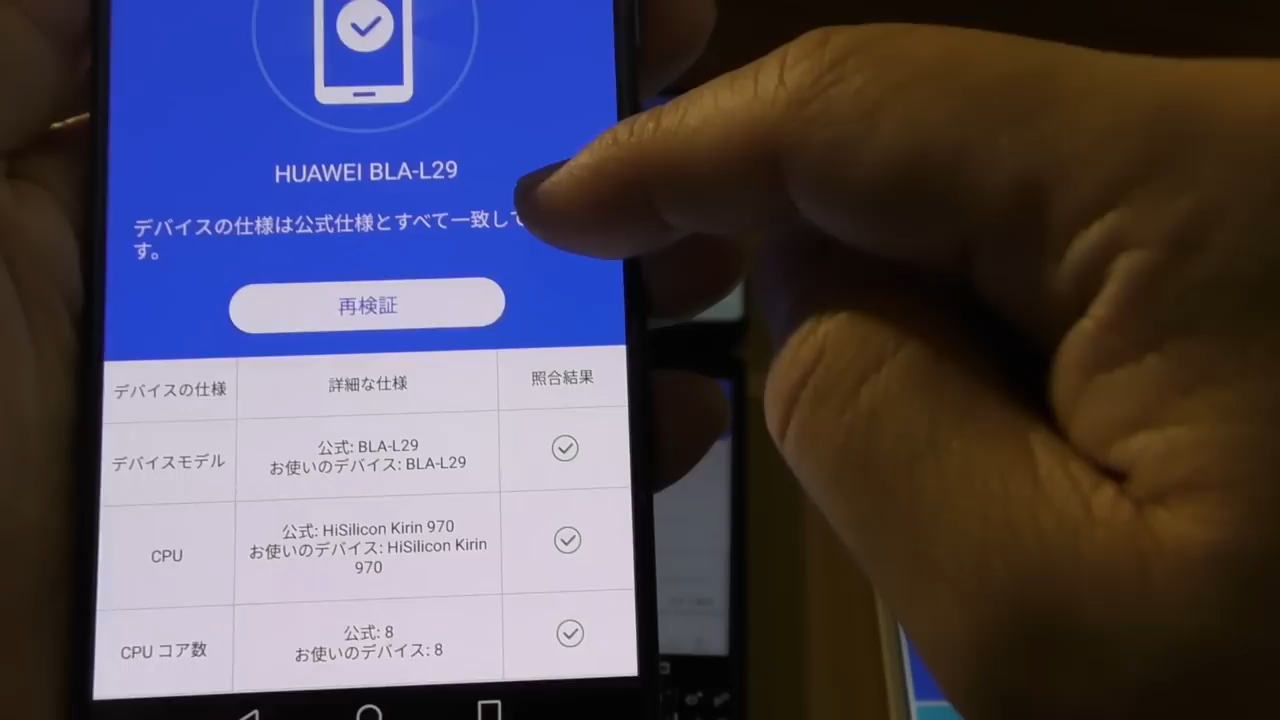 HUAWEI BLA-L29
デバイスの仕様は公式仕様とすべて一致して
す。
再検証
デバイスの仕様
詳細な仕様
照合結果
デバイスモデル
公式: BLA-L29
お使いのデバイス: BLA-L29
CPU
公式: HiSilicon Kirin 970
お使いのデバイス: HiSilicon Kirin
970
CPU コア数
公式: 8
お使いのデバイス: 8